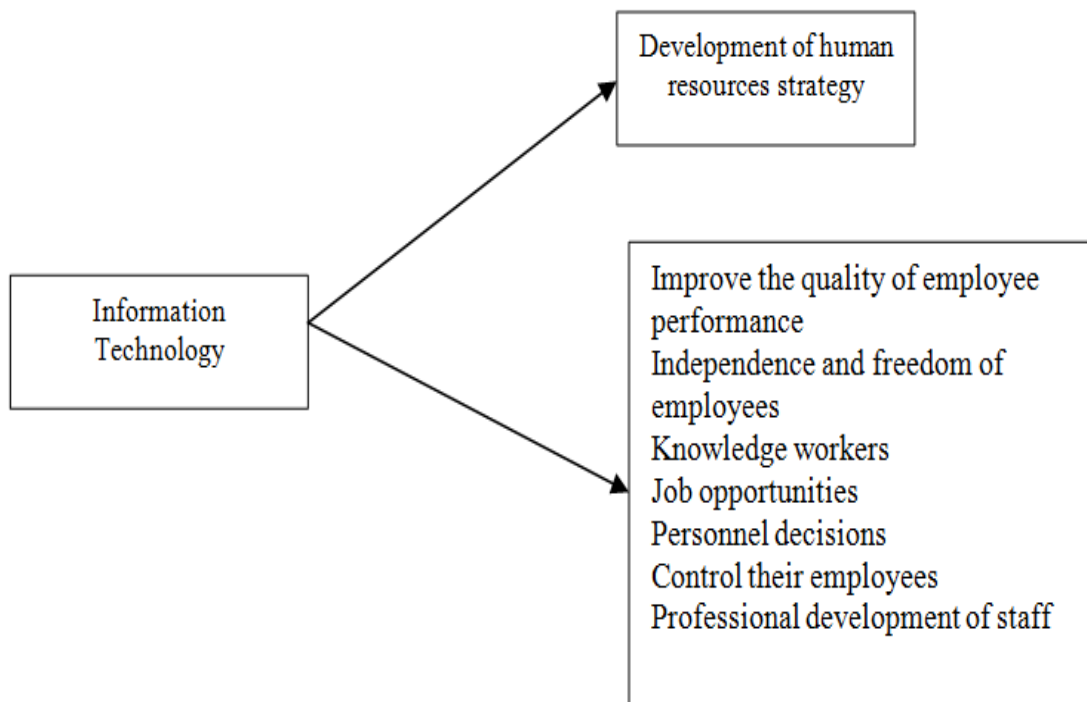 Development of human
resources strategy
Information
Technology
Improve the quality of employee
performance
Independence and freedom of
employees
Knowledge workers
Job opportunities
Personnel decisions
Control their employees
Professional development of staff